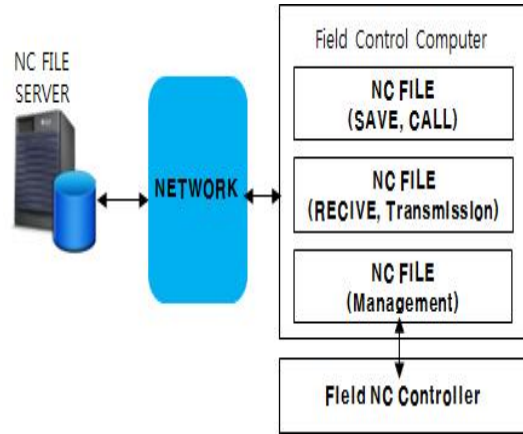 NC FILE
SERVER
NETWORK
Field Control Computer
NC FILE
(SAVE, CALL)
NC FILE
(RECIVE, Transmission)
NC FILE
(Management)
Field NC Controller